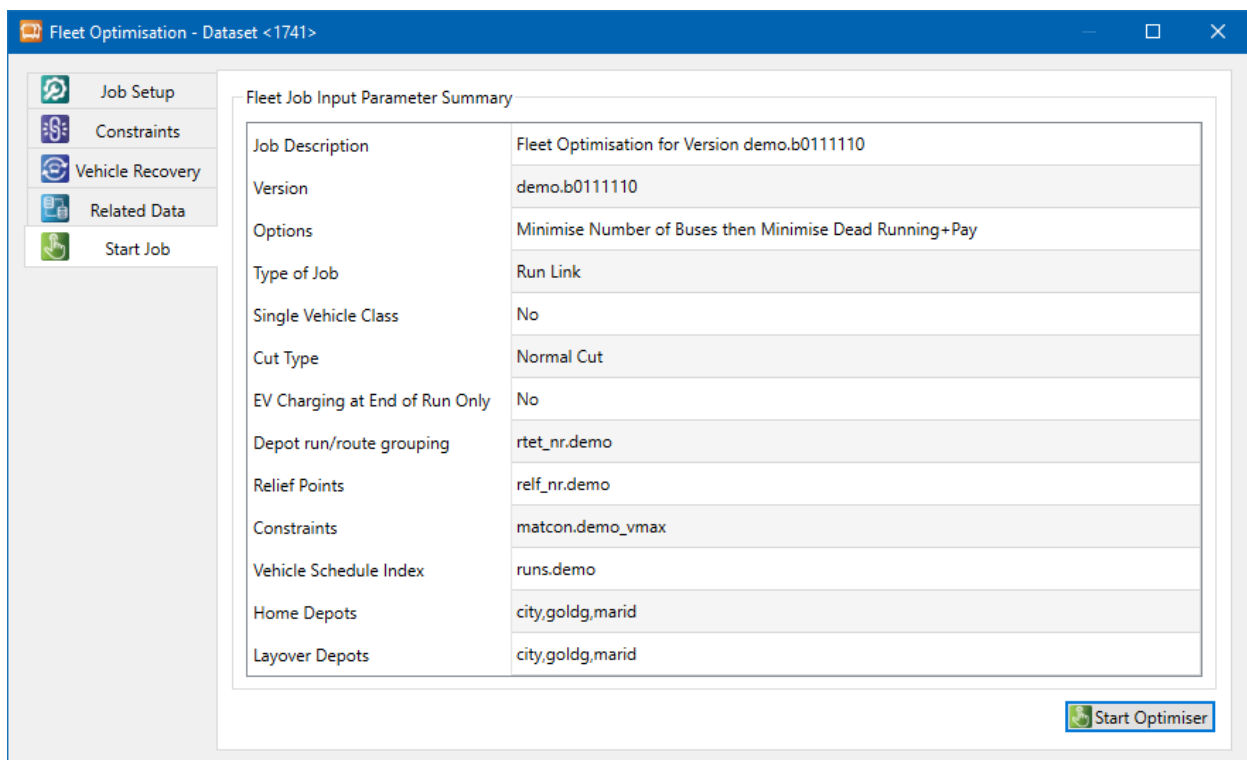 Fleet Optimisation - Dataset <1741>
Job Setup
Constraints
Vehicle Recovery
Related Data
Start Job
Fleet Job Input Parameter Summary
Job Description Fleet Optimisation for Version demo.b0111110
Version demo.b0111110
Options Minimise Number of Buses then Minimise Dead Running+Pay
Type of Job Run Link
Single Vehicle Class No
Cut Type Normal Cut
EV Charging at End of Run Only No
Depot run/route grouping rtet_nr.demo
Relief Points relf_nr.demo
Constraints matcon.demo_vmax
Vehicle Schedule Index runs.demo
Home Depots city,goldg,marid
Layover Depots city,goldg,marid
Start Optimiser